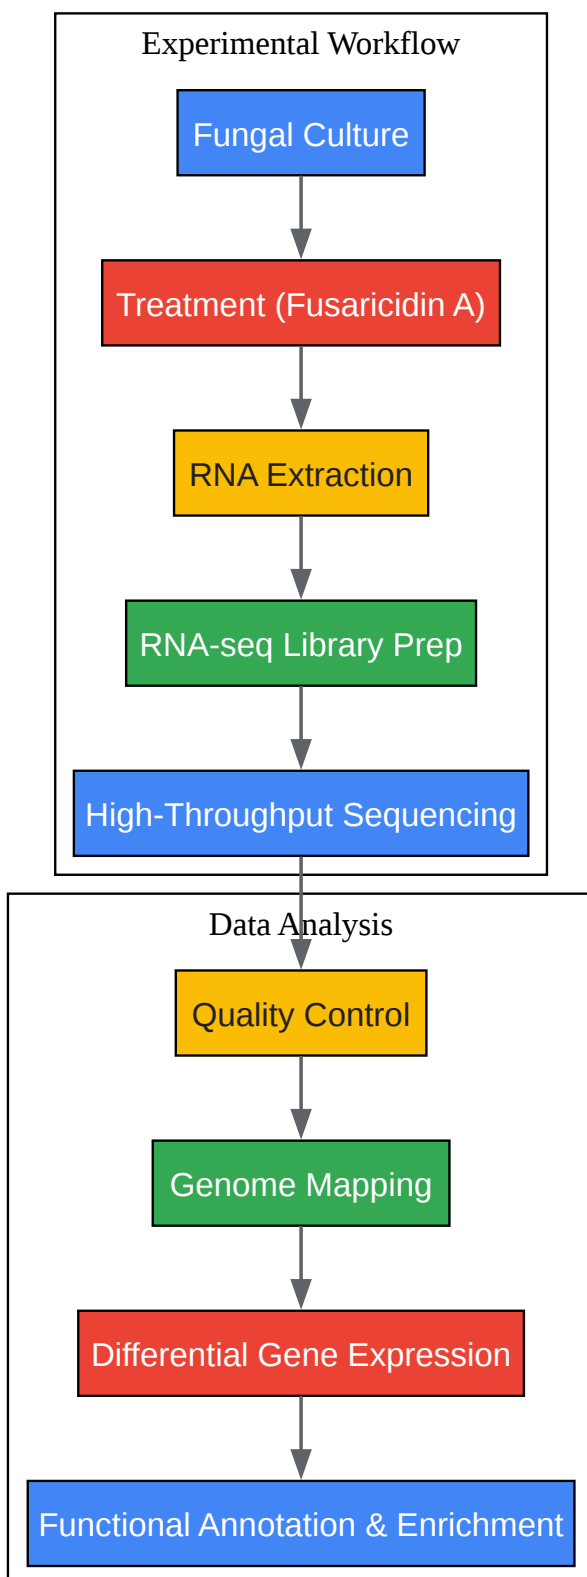 Experimental Workflow
Fungal Culture
Treatment (Fusaricidin A)
RNA Extraction
RNA-seq Library Prep
High-Throughput Sequencing
Data Analysis
Quality Control
Genome Mapping
Differential Gene Expression
Functional Annotation & Enrichment